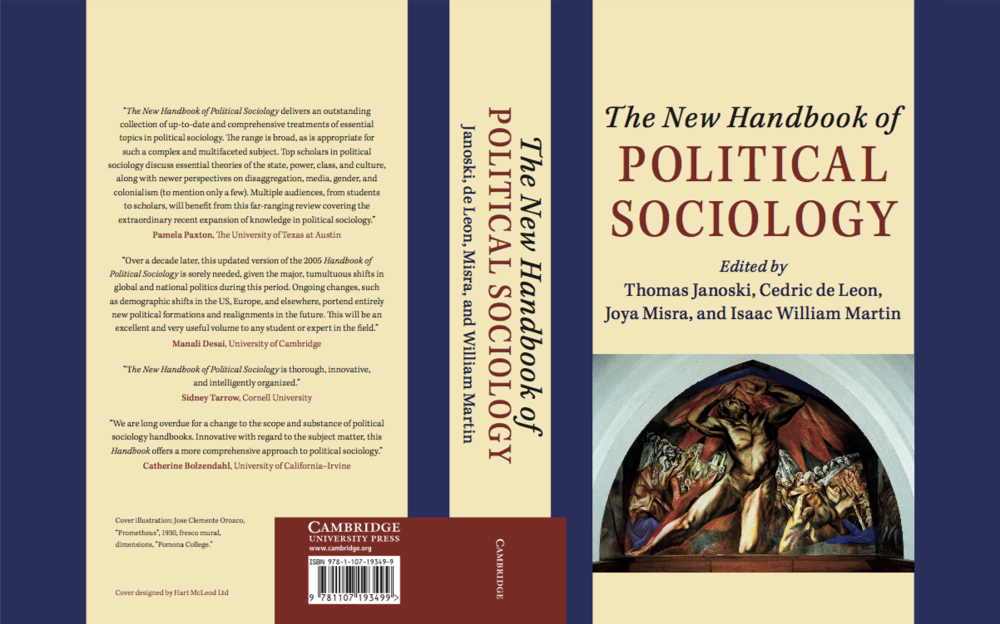 “The New Handbook of Political Sociology delivers an outstanding
collection of up-to-date and comprehensive treatments of essential
topics in political sociology. The range is broad, as is appropriate for
such a complex and multifaceted subject. Top scholars in political
sociology discuss essential theories of the state, power, class, and culture,
along with newer perspectives on disaggregation, media, gender, and
colonialism (to mention only a few). Multiple audiences, from students
to scholars, will benefit from this far-ranging review covering the
extraordinary recent expansion of knowledge in political sociology.”
Pamela Paxton, The University of Texas at Austin
“Over a decade later, this updated version of the 2005 Handbook of
Political Sociology is sorely needed, given the major, tumultuous shifts in
global and national politics during this period. Ongoing changes, such
as demographic shifts in the US, Europe, and elsewhere, portend entirely
new political formations and realignments in the future. This will be an
excellent and very useful volume to any student or expert in the field.”
Manali Desai, University of Cambridge
“The New Handbook of Political Sociology is thorough, innovative,
and intelligently organized.”
Sidney Tarrow, Cornell University
“We are long overdue for a change to the scope and substance of political
sociology handbooks. Innovative with regard to the subject matter, this
Handbook offers a more comprehensive approach to political sociology.”
Catherine Bolzendahl, University of California–Irvine
Cover illustration: Jose Clemente Orozco,
“Prometheus”, 1930, fresco mural,
dimensions, “Pomona College.”
Cover designed by Hart McLeod Ltd
CAMBRIDGE
UNIVERSITY PRESS
www.cambridge.org
ISBN 978-1-107-19349-9
9 781107 193499 >
The New Handbook of
POLITICAL SOCIOLOGY
Janoski, de Leon, Misra, and William Martin
CAMBRIDGE
The New Handbook of
POLITICAL
SOCIOLOGY
Edited by
Thomas Janoski, Cedric de Leon,
Joya Misra, and Isaac William Martin